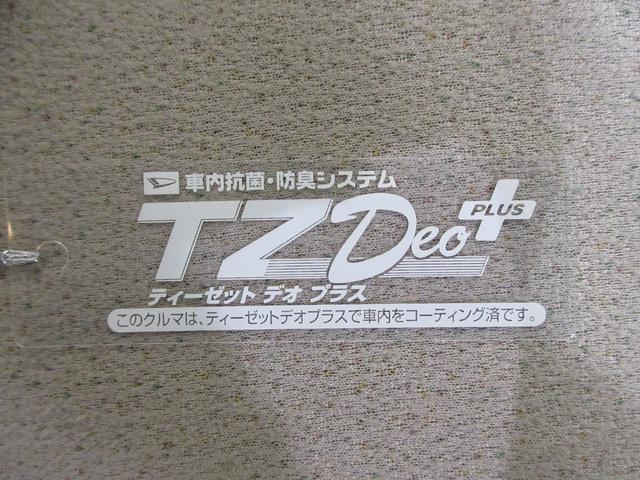 車内抗菌・防臭システム
TZ Deo PLUS
ティーゼット デオ プラス
このクルマは、ティーゼットデオプラスで車内をコーティング済です。